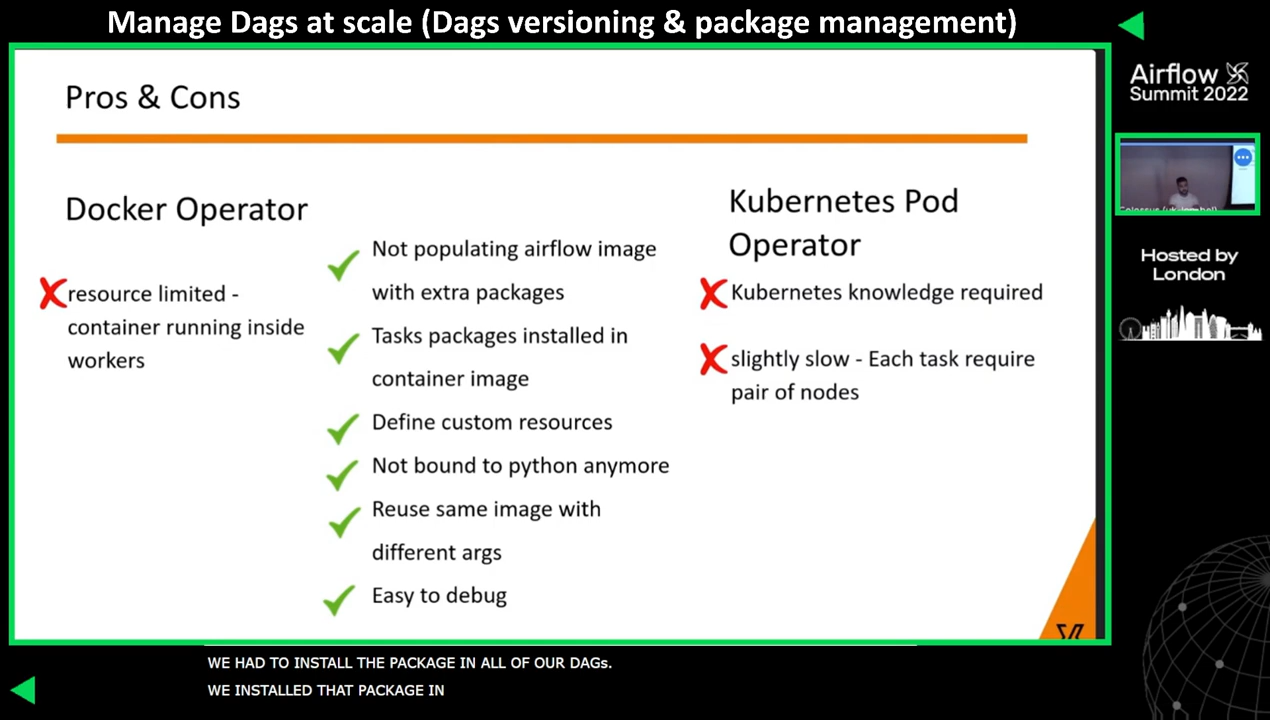 Manage Dags at scale (Dags versioning & package management)
Pros & Cons
Docker Operator
resource limited -
container running inside
workers
Not populating airflow image
with extra packages
Tasks packages installed in
container image
Define custom resources
Not bound to python anymore
Reuse same image with
different args
Easy to debug
Kubernetes Pod
Operator
Kubernetes knowledge required
slightly slow - Each task require
pair of nodes
Airflow
Summit 2022
Hosted by
London
WE HAD TO INSTALL THE PACKAGE IN ALL OF OUR DAGs.
WE INSTALLED THAT PACKAGE IN